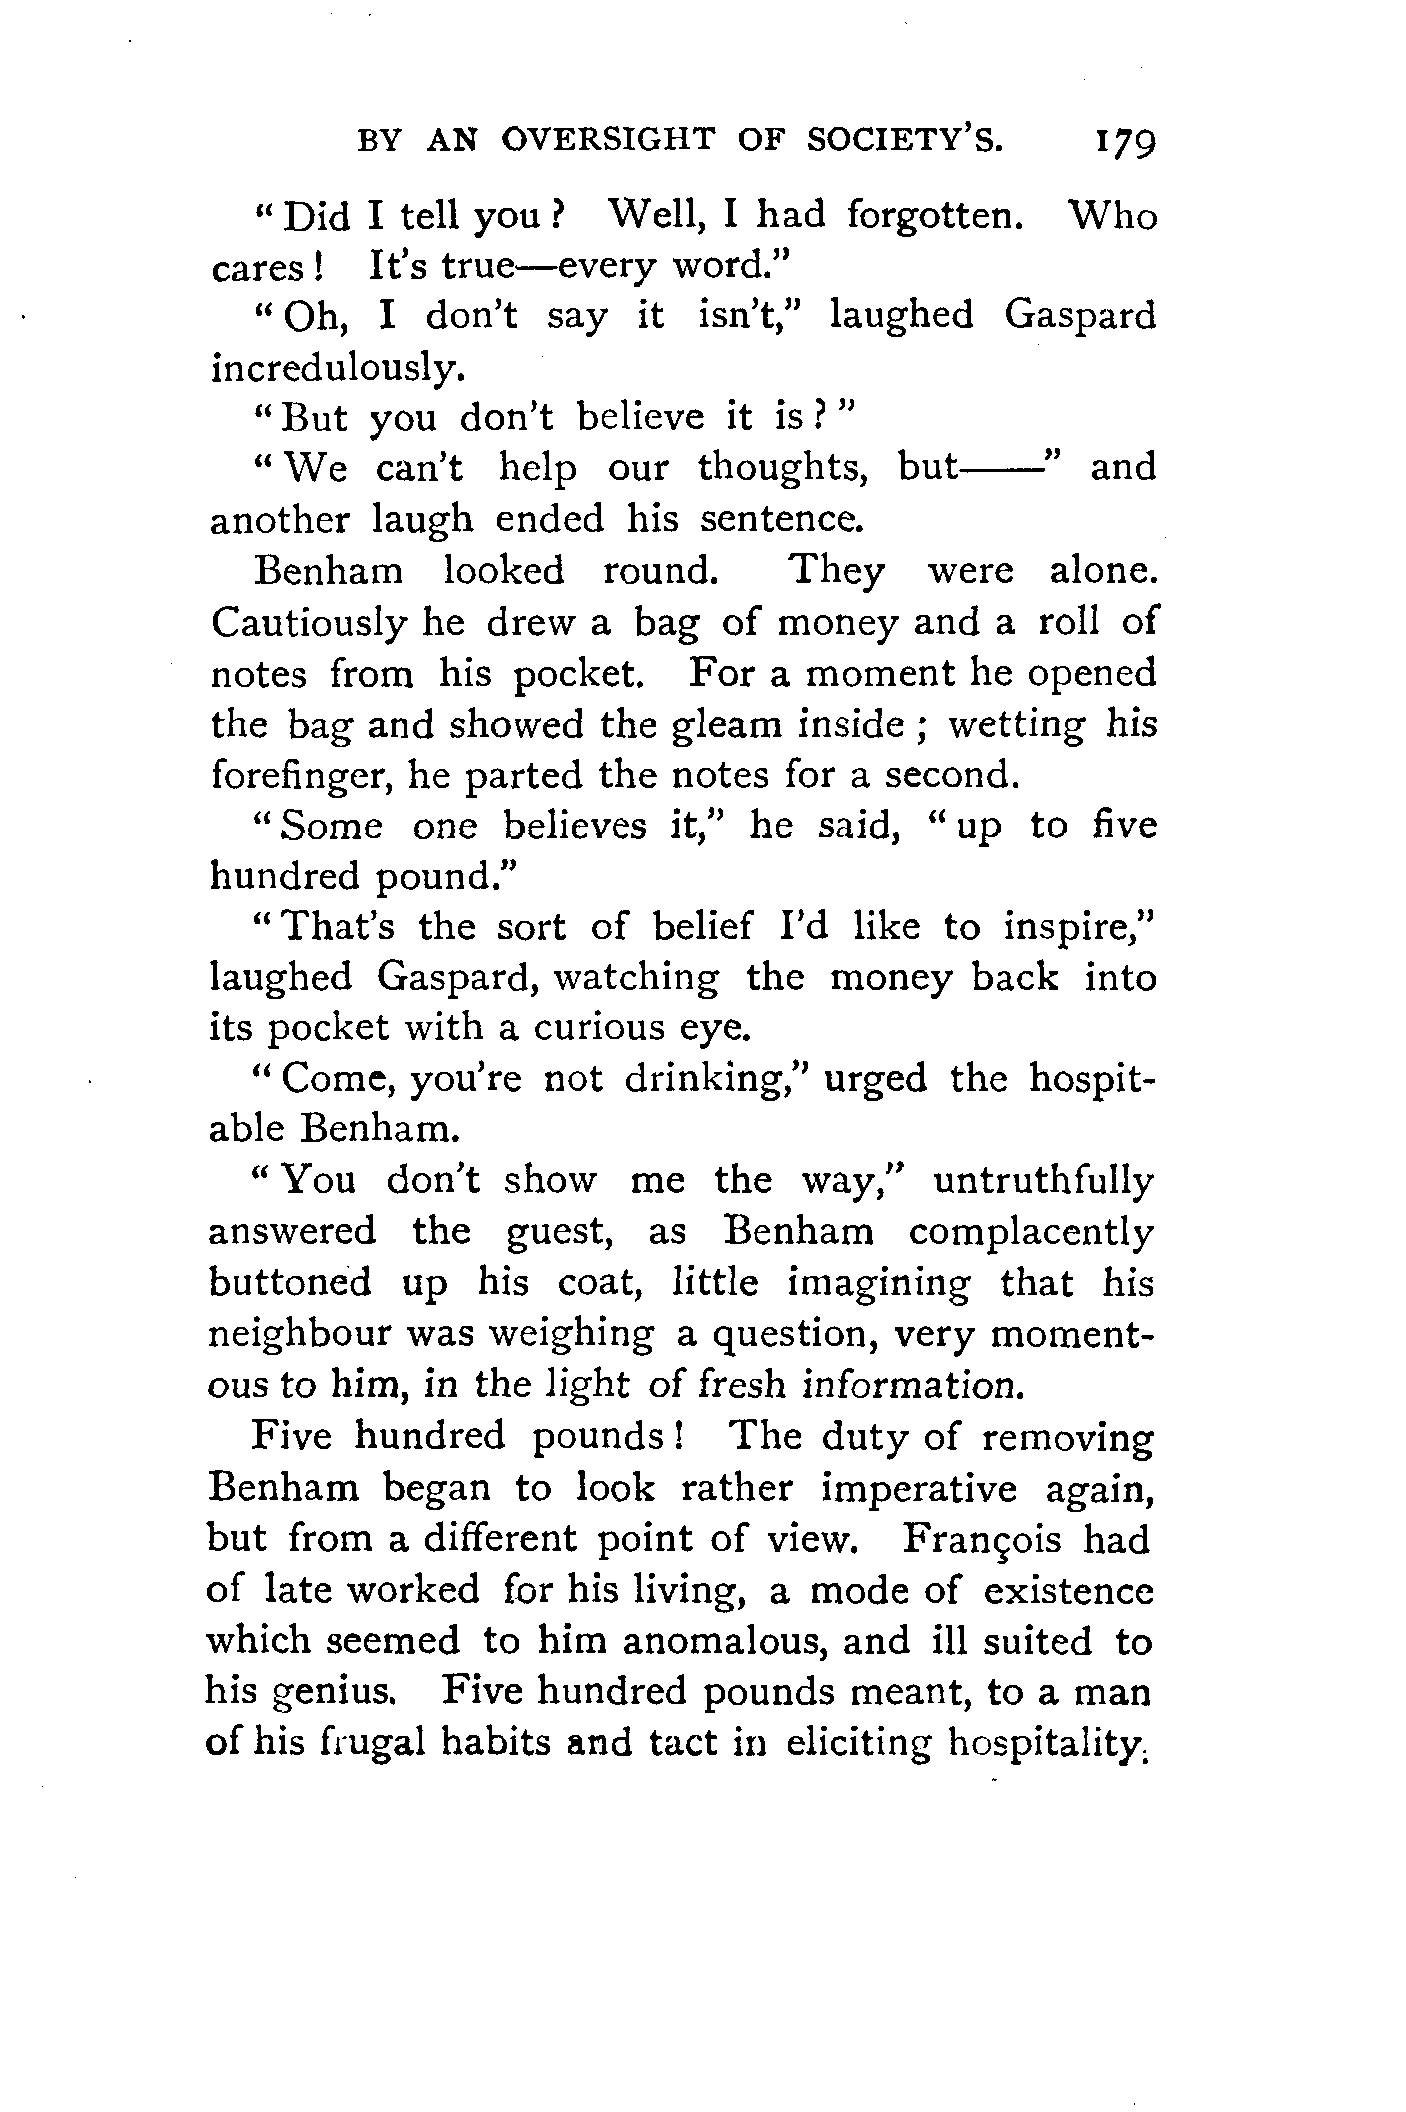 BY AN OVERSIGHT OF SOCIETY'S. 179
"Did I tell you? Well, I had forgotten. Who
cares! It's true—every word."
"Oh, I don't say it isn't," laughed Gaspard
incredulously.
"But you don't believe it is?"
"We can't help our thoughts, but——" and
another laugh ended his sentence.
Benham looked round. They were alone.
Cautiously he drew a bag of money and a roll of
notes from his pocket. For a moment he opened
the bag and showed the gleam inside; wetting his
forefinger, he parted the notes for a second.
"Some one believes it," he said, "up to five
hundred pound."
"That's the sort of belief I'd like to inspire,"
laughed Gaspard, watching the money back into
its pocket with a curious eye.
"Come, you're not drinking," urged the hospit-
able Benham.
"You don't show me the way," untruthfully
answered the guest, as Benham complacently
buttoned up his coat, little imagining that his
neighbour was weighing a question, very moment-
ous to him, in the light of fresh information.
Five hundred pounds! The duty of removing
Benham began to look rather imperative again,
but from a different point of view. François had
of late worked for his living, a mode of existence
which seemed to him anomalous, and ill suited to
his genius. Five hundred pounds meant, to a man
of his frugal habits and tact in eliciting hospitality,